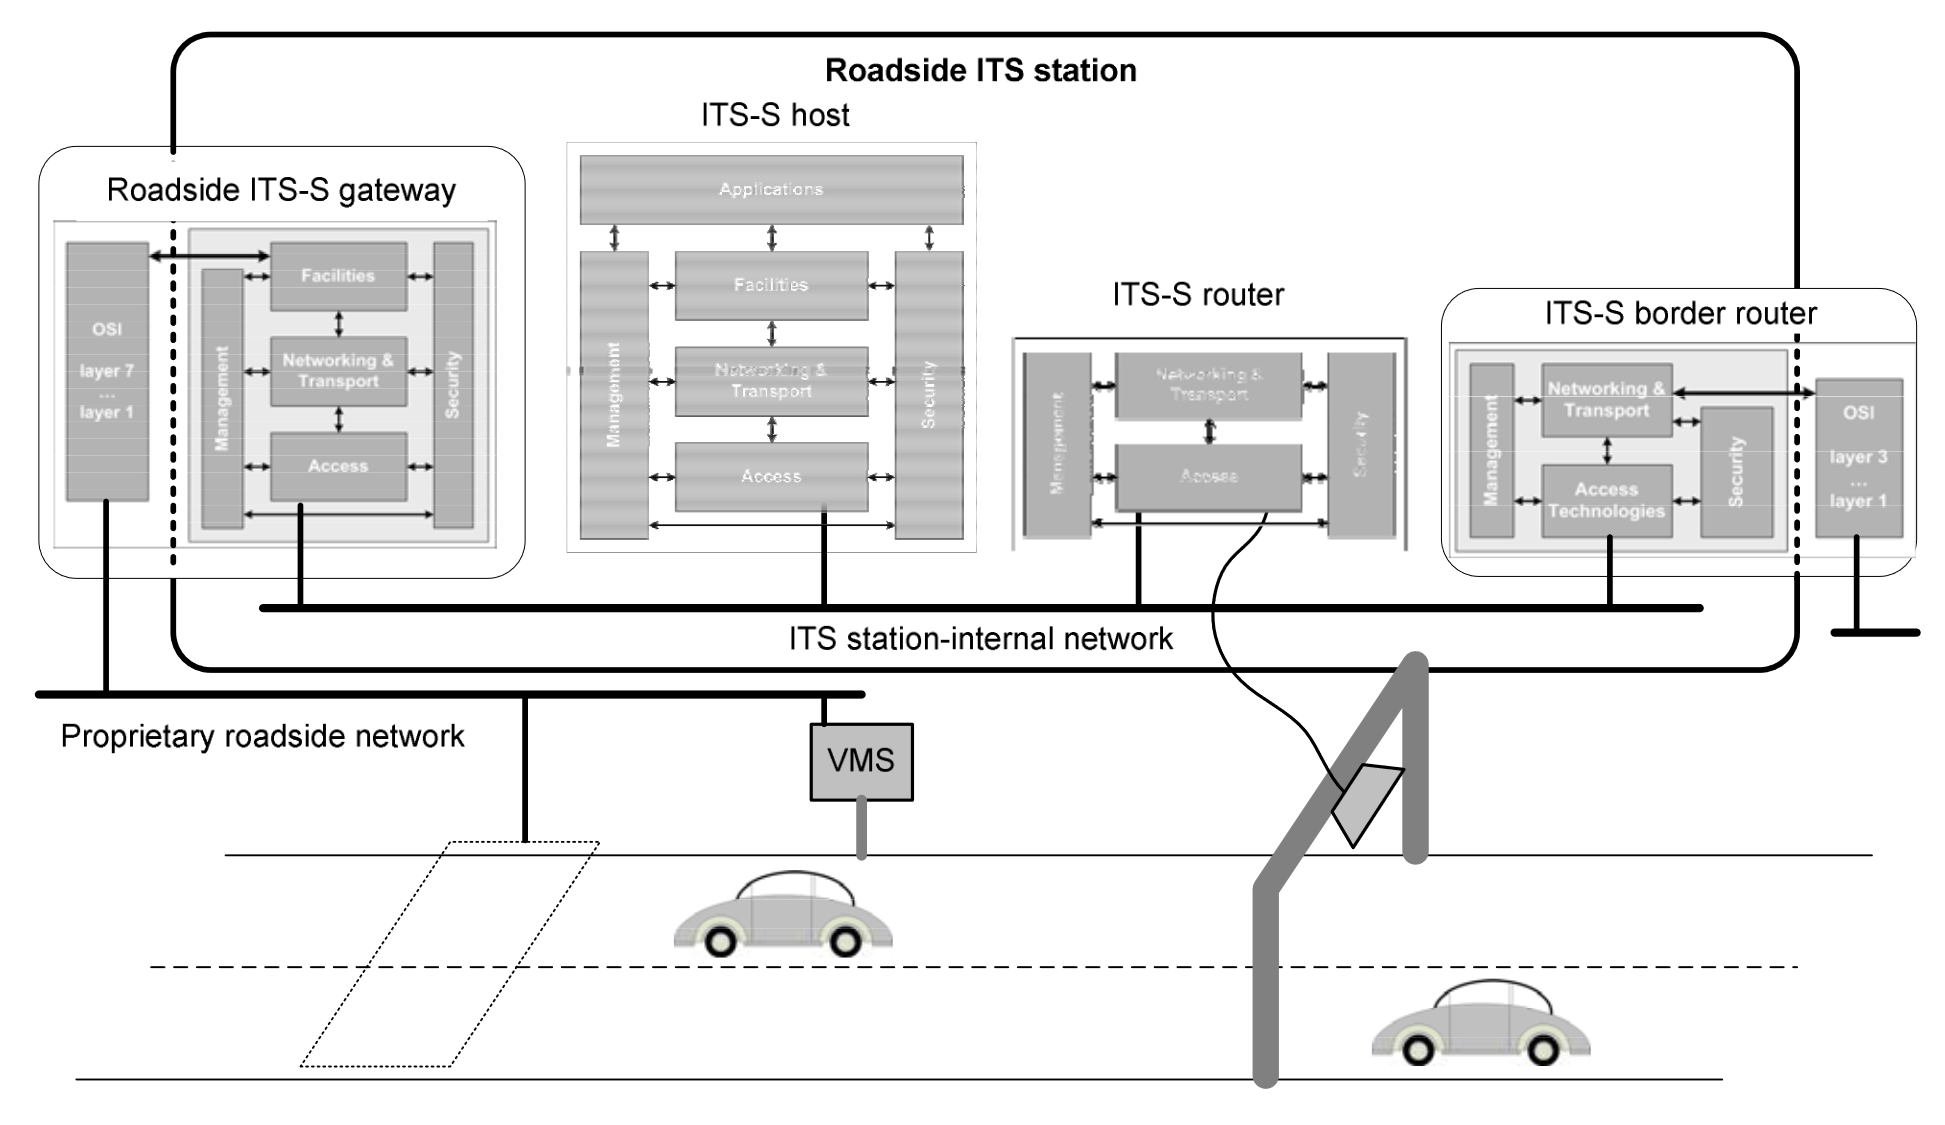 Roadside ITS station
ITS-S host
Roadside ITS-S gateway
OSI
layer 7
...
layer 1
Management
Facilities
Networking &
Transport
Access
Security
Applications
Management
Facilities
Networking &
Transport
Access
Security
ITS-S router
Management
Networking &
Transport
Access
Security
ITS-S border router
Management
Networking &
Transport
Access
Technologies
Security
OSI
layer 3
...
layer 1
ITS station-internal network
Proprietary roadside network
VMS